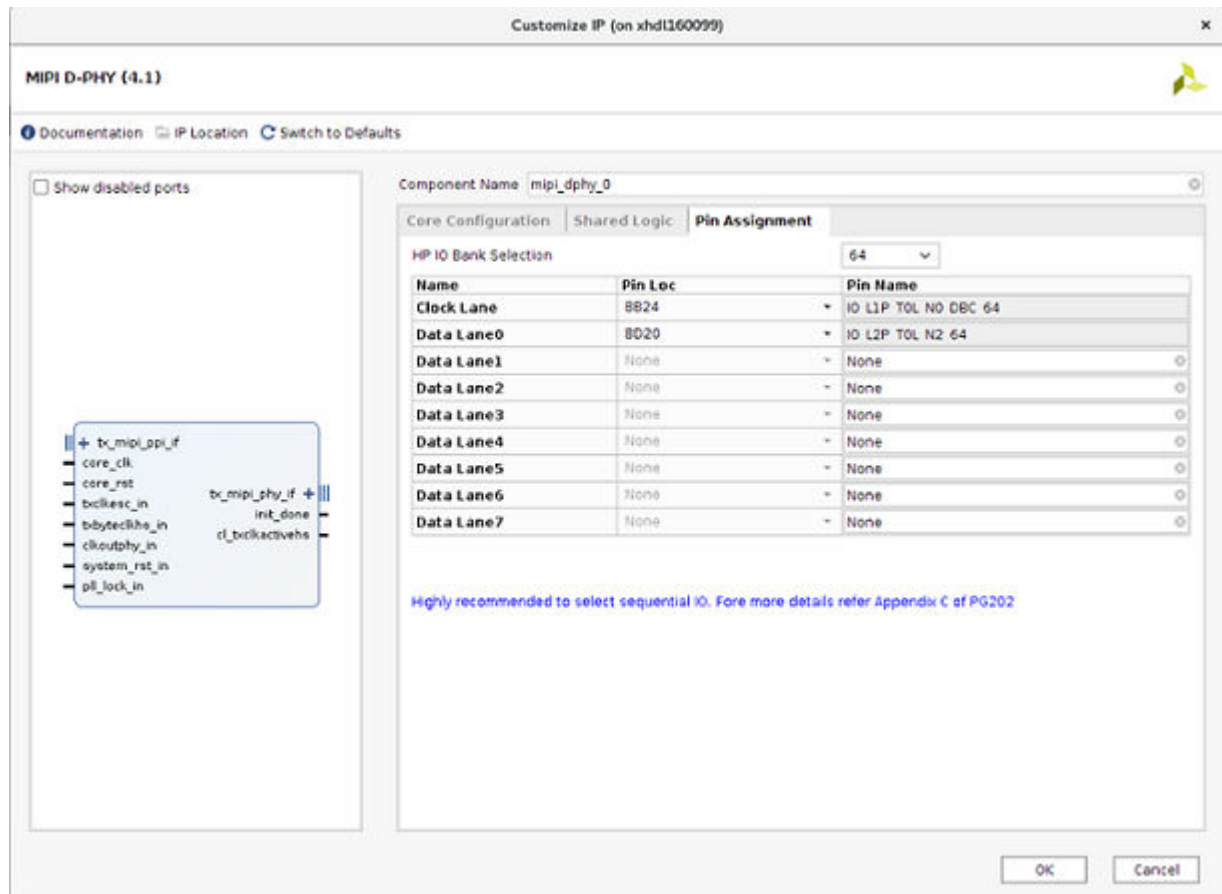 Customize IP (on xhdl160099)
MIPI D-PHY (4.1)
Documentation IP Location Switch to Defaults
Show disabled ports
Component Name mipi_dphy_0
Core Configuration Shared Logic Pin Assignment
HP IO Bank Selection 64
Name Pin Loc Pin Name
Clock Lane BB24 IO L1P T0L N0 DBC 64
Data Lane0 BD20 IO L2P T0L N2 64
Data Lane1 None None
Data Lane2 None None
Data Lane3 None None
Data Lane4 None None
Data Lane5 None None
Data Lane6 None None
Data Lane7 None None
tx_mipi_ppi_if
core_clk
core_rst
txclkesc_in
txbyteclkhs_in
clkoutphy_in
system_rst_in
pll_lock_in
tx_mipi_phy_if
init_done
cl_txclkactivehs
Highly recommended to select sequential IO. Fore more details refer Appendix C of PG202
OK Cancel